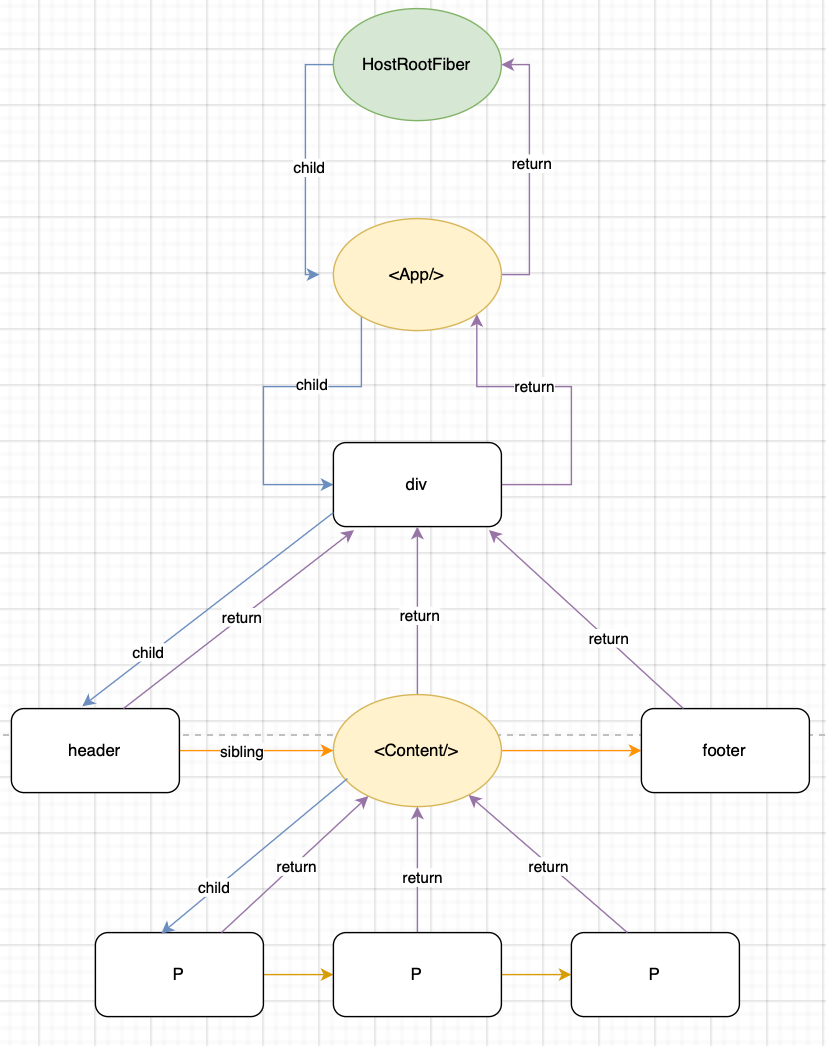 HostRootFiber
return
child
<App/>
child
return
div
return
return
return
child
header
sibling
<Content/>
footer
return
return
return
child
P
P
P